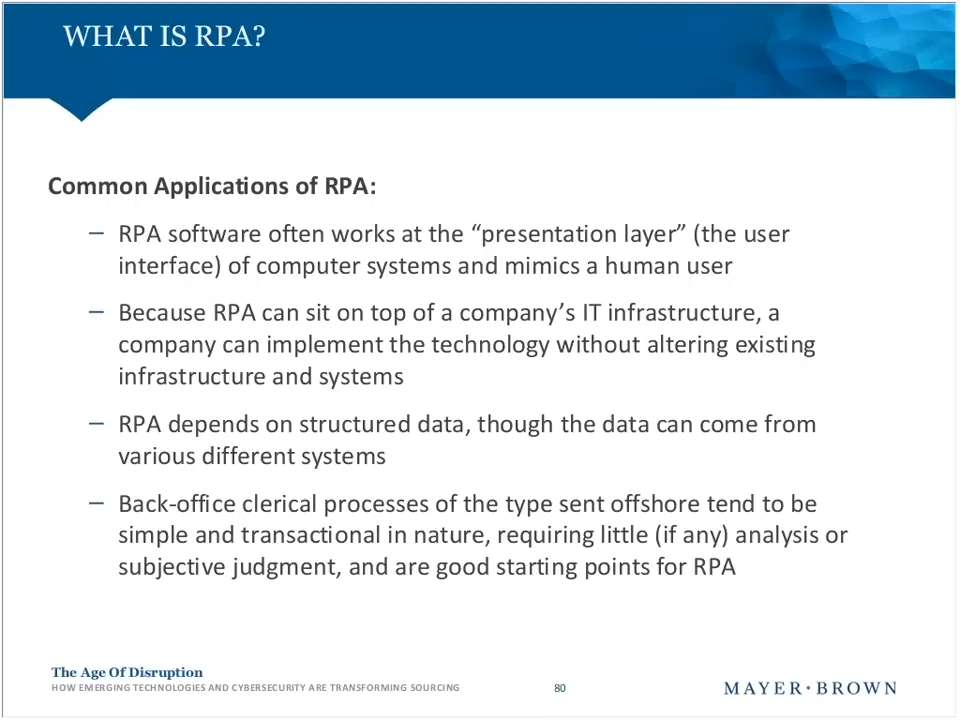 WHAT IS RPA?
Common Applications of RPA:
– RPA software often works at the “presentation layer” (the user
interface) of computer systems and mimics a human user
– Because RPA can sit on top of a company’s IT infrastructure, a
company can implement the technology without altering existing
infrastructure and systems
– RPA depends on structured data, though the data can come from
various different systems
– Back-office clerical processes of the type sent offshore tend to be
simple and transactional in nature, requiring little (if any) analysis or
subjective judgment, and are good starting points for RPA
The Age Of Disruption
HOW EMERGING TECHNOLOGIES AND CYBERSECURITY ARE TRANSFORMING SOURCING
80
MAYER·BROWN